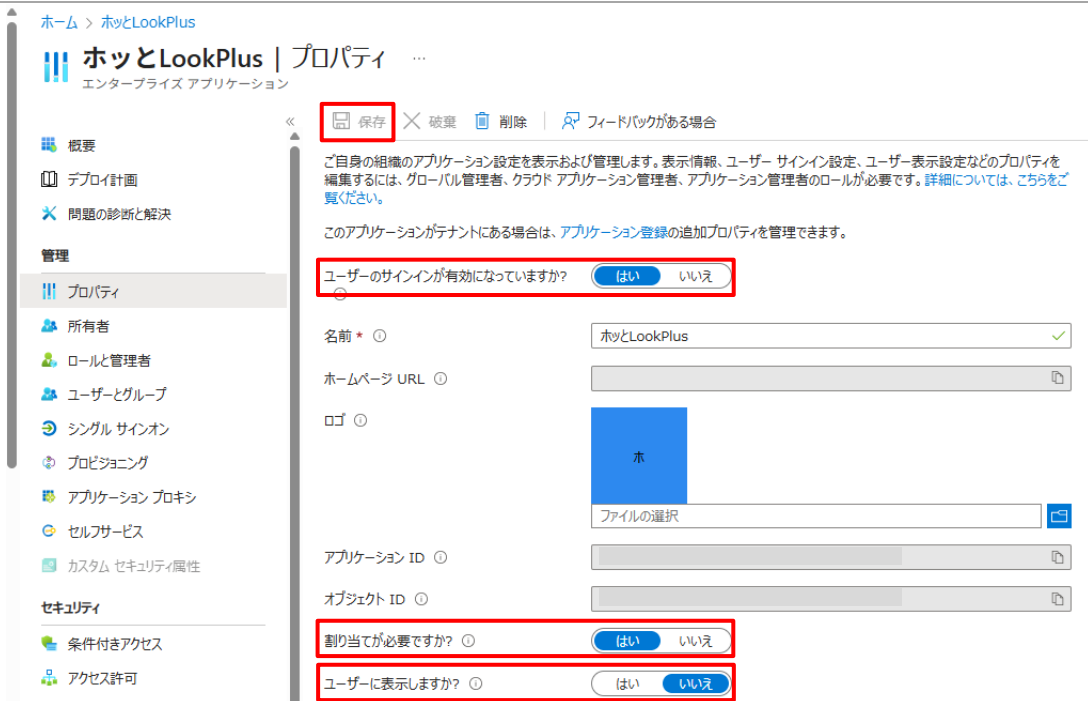 ホーム > ホッとLookPlus
ホッとLookPlus | プロパティ …
エンタープライズ アプリケーション
«
保存 破棄 削除 フィードバックがある場合
概要
デプロイ計画
問題の診断と解決
管理
プロパティ
所有者
ロールと管理者
ユーザーとグループ
シングル サインオン
プロビジョニング
アプリケーション プロキシ
セルフサービス
カスタム セキュリティ属性
セキュリティ
条件付きアクセス
アクセス許可
ご自身の組織のアプリケーション設定を表示および管理します。表示情報、ユーザー サインイン設定、ユーザー表示設定などのプロパティを
編集するには、グローバル管理者、クラウド アプリケーション管理者、アプリケーション管理者のロールが必要です。詳細については、こちらをご
覧ください。
このアプリケーションがテナントにある場合は、アプリケーション登録の追加プロパティを管理できます。
ユーザーのサインインが有効になっていますか? はい いいえ
名前 * ホッとLookPlus
ホームページ URL
ロゴ
ホ
ファイルの選択
アプリケーション ID
オブジェクト ID
割り当てが必要ですか? はい いいえ
ユーザーに表示しますか? はい いいえ